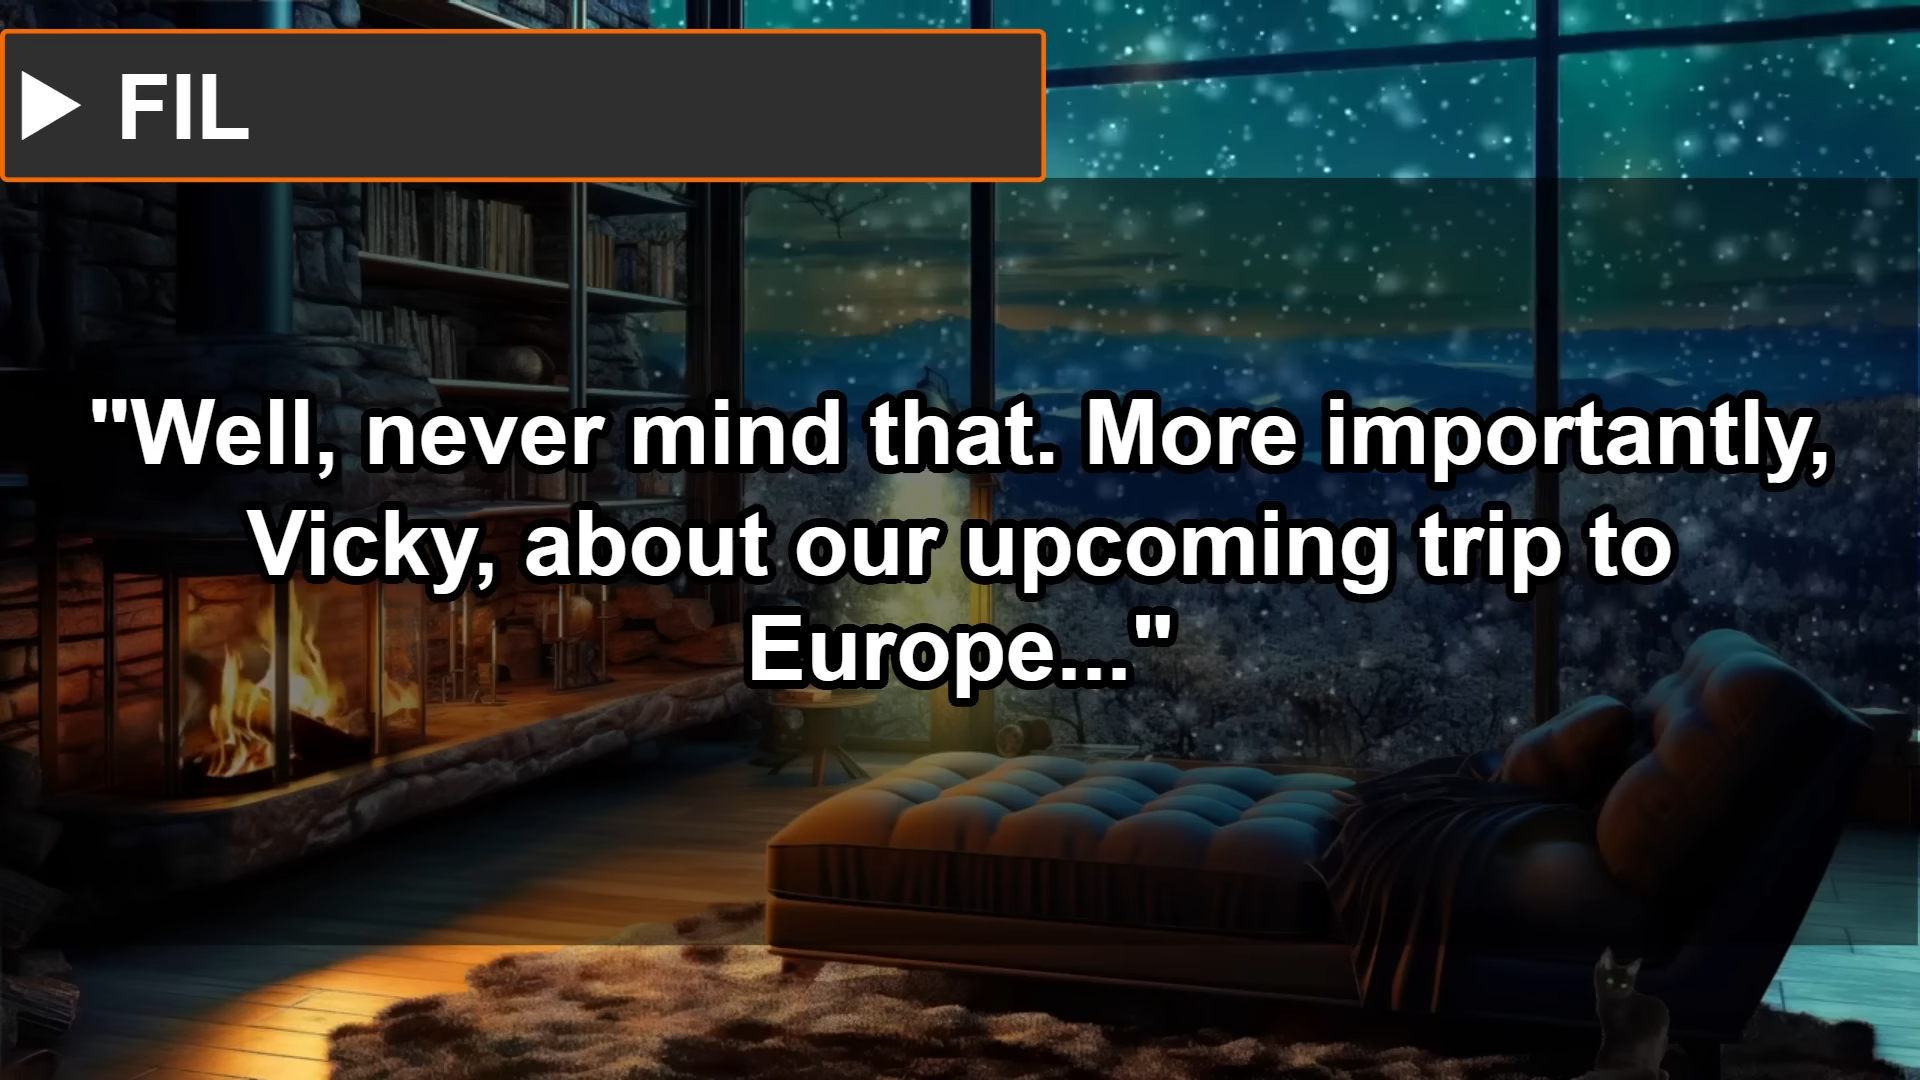 FIL
"Well, never mind that. More importantly,
Vicky, about our upcoming trip to
Europe..."